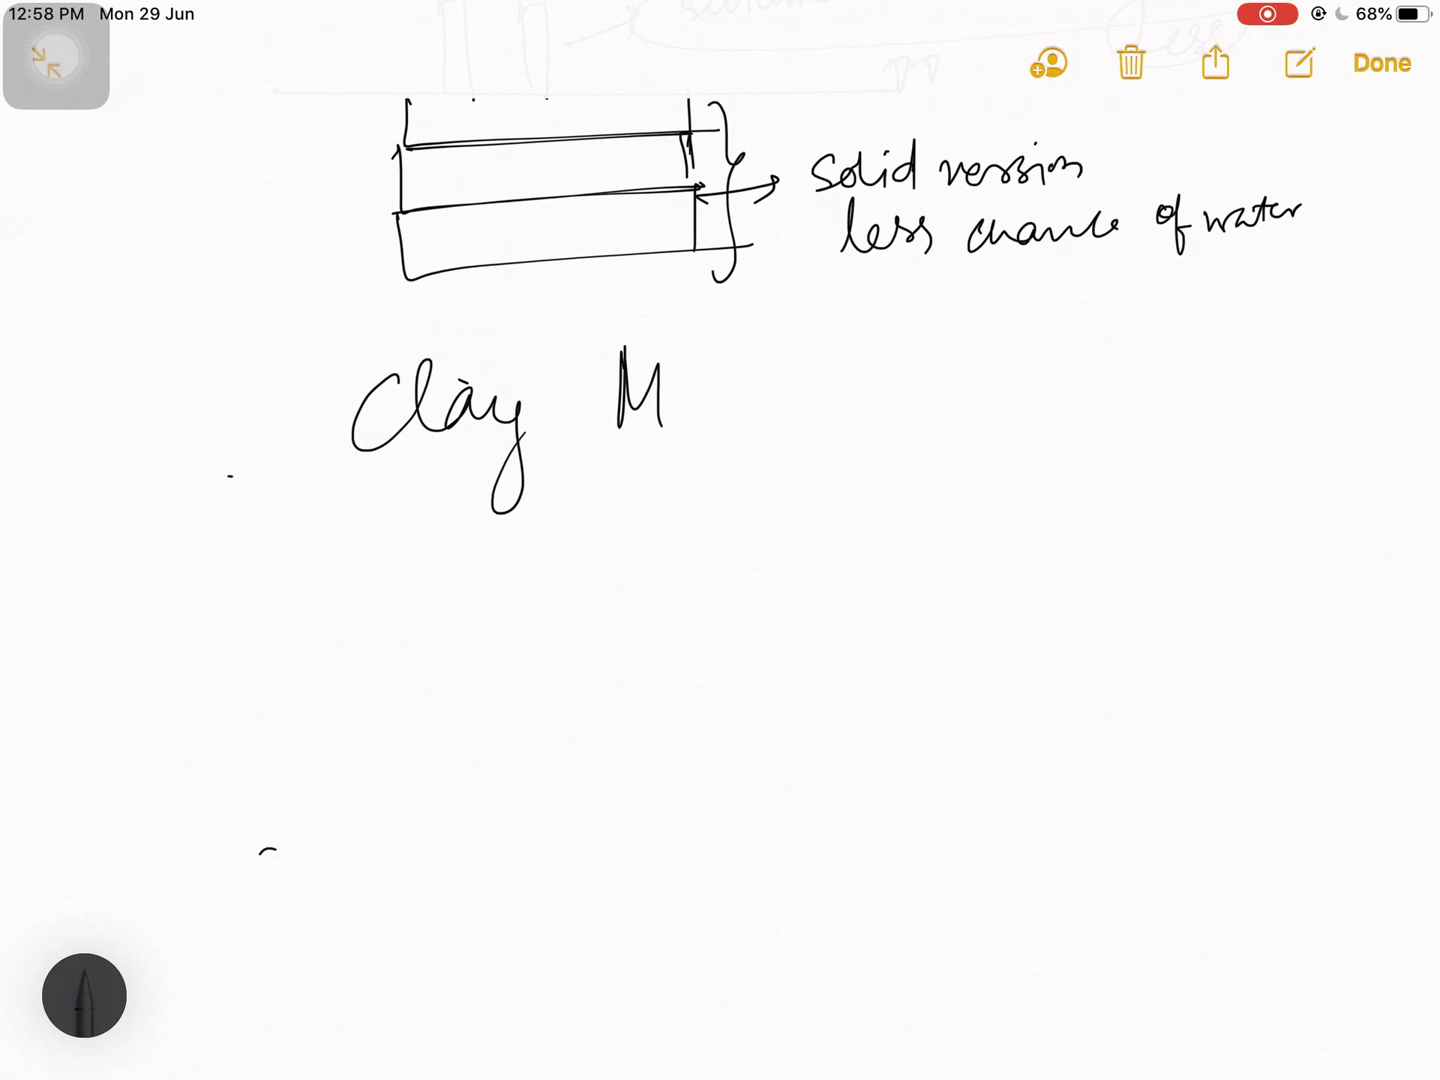 12:58 PM Mon 29 Jun 68%
Done
solid version
less chance of water
Clay M